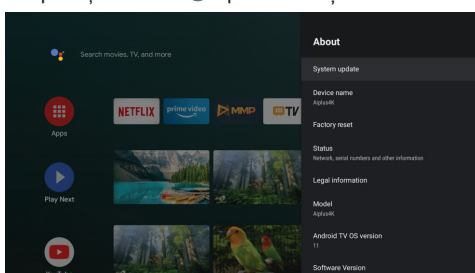 About
Search movies, TV, and more
System update
Device name
Aiplus4K
NETFLIX
prime video
MMP
TV
Factory reset
Apps
Status
Network, serial numbers and other information
Legal information
Play Next
Model
Aiplus4K
Android TV OS version
11
Software Version